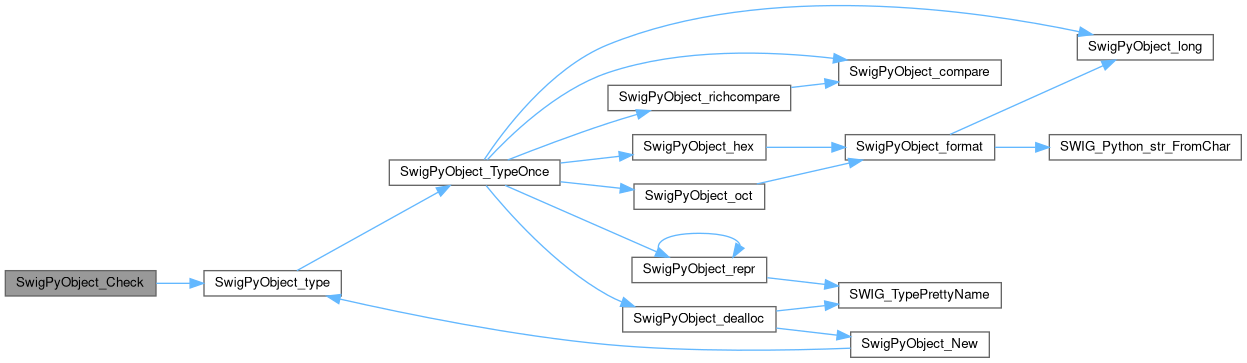 SwigPyObject_Check
SwigPyObject_type
SwigPyObject_TypeOnce
SwigPyObject_long
SwigPyObject_compare
SwigPyObject_richcompare
SwigPyObject_hex
SwigPyObject_format
SWIG_Python_str_FromChar
SwigPyObject_oct
SwigPyObject_repr
SWIG_TypePrettyName
SwigPyObject_dealloc
SwigPyObject_New